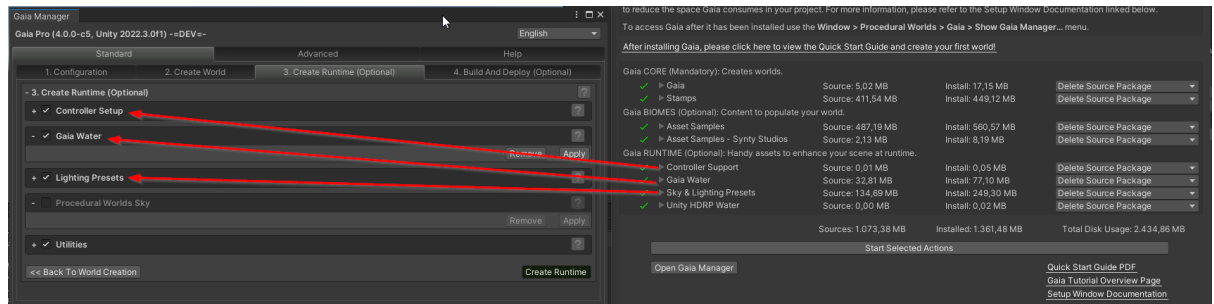 Gaia Manager
Gaia Pro (4.0.0-c5, Unity 2022.3.0f1) -=DEV=-
English
Standard
Advanced
Help
1. Configuration
2. Create World
3. Create Runtime (Optional)
4. Build And Deploy (Optional)
- 3. Create Runtime (Optional)
?
+ Controller Setup
?
- Gaia Water
?
Remove
Apply
+ Lighting Presets
?
- Procedural Worlds Sky
?
Remove
Apply
+ Utilities
?
<< Back To World Creation
Create Runtime
to reduce the space Gaia consumes in your project. For more information, please refer to the Setup Window Documentation linked below.
To access Gaia after it has been installed use the Window > Procedural Worlds > Gaia > Show Gaia Manager... menu.
After installing Gaia, please click here to view the Quick Start Guide and create your first world!
Gaia CORE (Mandatory): Creates worlds.
Gaia Source: 5,02 MB Install: 17,15 MB Delete Source Package
Stamps Source: 411,54 MB Install: 449,12 MB Delete Source Package
Gaia BIOMES (Optional): Content to populate your world.
Asset Samples Source: 487,19 MB Install: 560,57 MB Delete Source Package
Asset Samples - Synty Studios Source: 2,13 MB Install: 8,19 MB Delete Source Package
Gaia RUNTIME (Optional): Handy assets to enhance your scene at runtime.
Controller Support Source: 0,01 MB Install: 0,05 MB Delete Source Package
Gaia Water Source: 32,81 MB Install: 77,10 MB Delete Source Package
Sky & Lighting Presets Source: 134,69 MB Install: 249,30 MB Delete Source Package
Unity HDRP Water Source: 0,00 MB Install: 0,02 MB Delete Source Package
Sources: 1.073,38 MB Installed: 1.361,48 MB Total Disk Usage: 2.434,86 MB
Start Selected Actions
Open Gaia Manager
Quick Start Guide PDF
Gaia Tutorial Overview Page
Setup Window Documentation